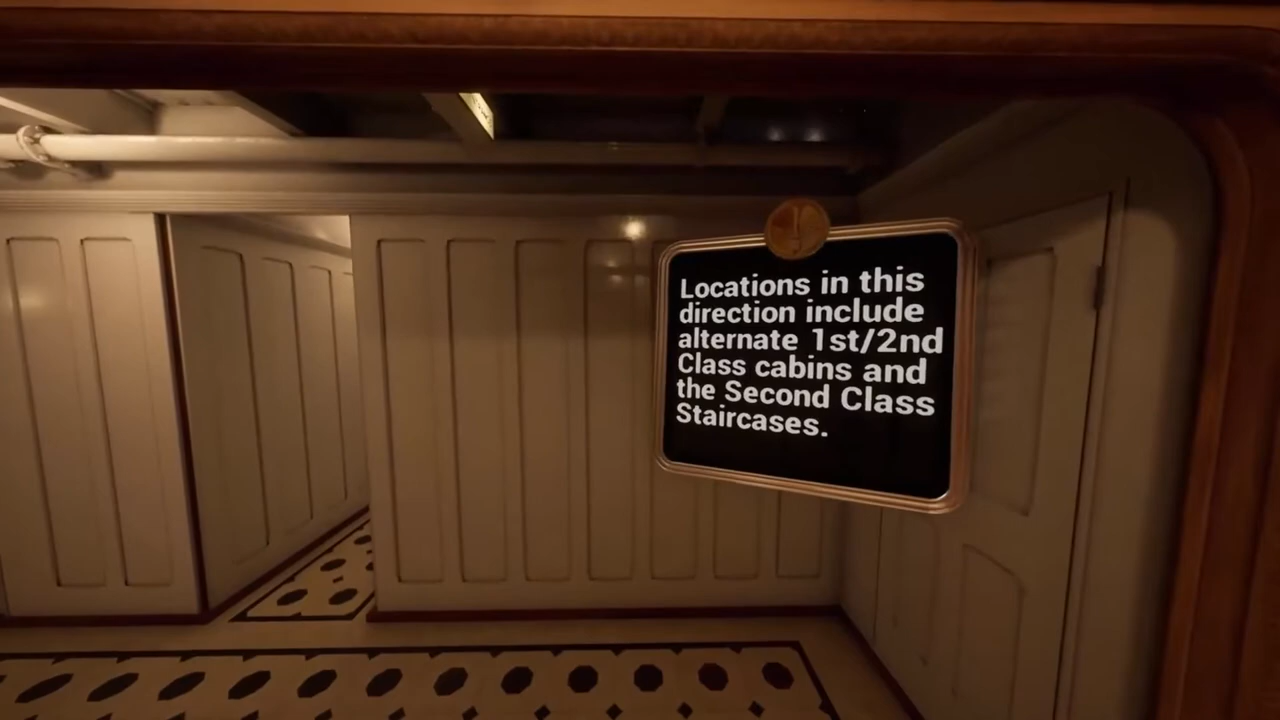 Locations in this
direction include
alternate 1st/2nd
Class cabins and
the Second Class
Staircases.